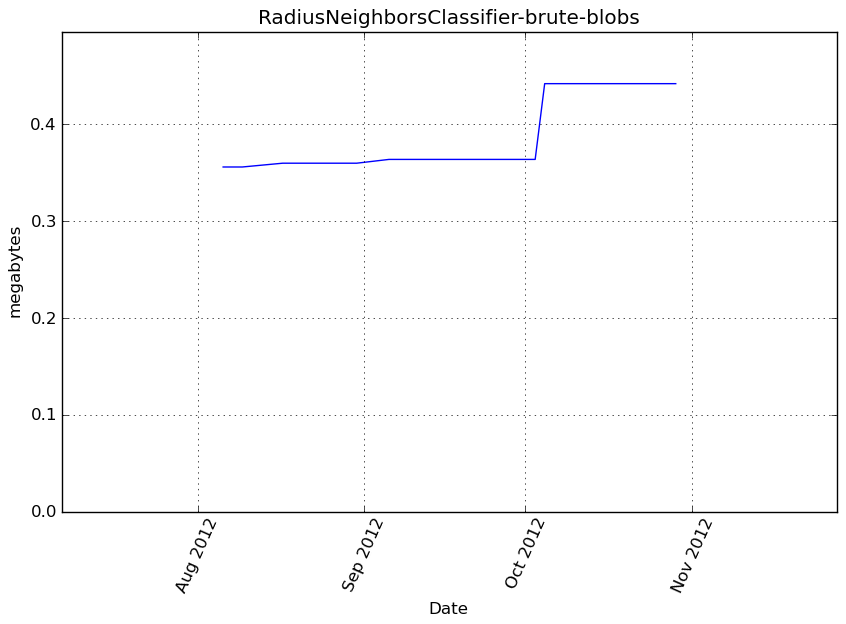 RadiusNeighborsClassifier-brute-blobs
megabytes
0.4
0.3
0.2
0.1
0.0
Aug 2012
Sep 2012
Oct 2012
Nov 2012
Date